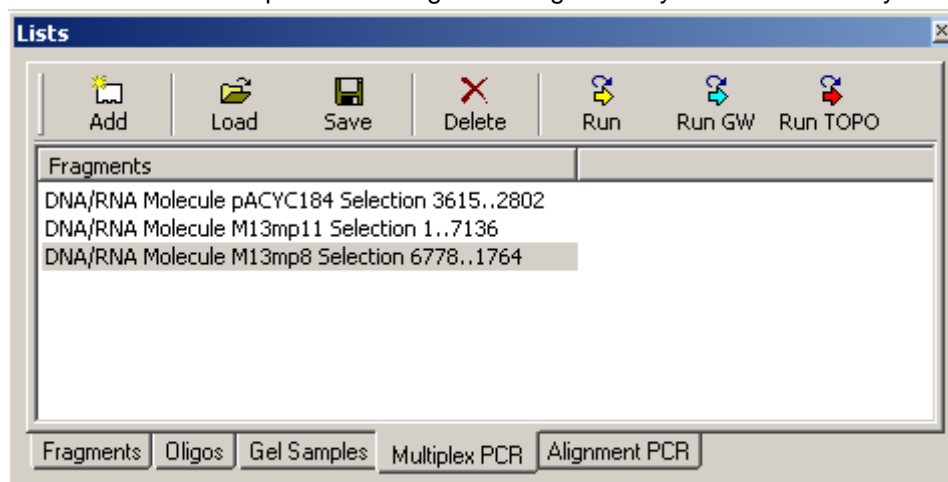 Lists
Add Load Save Delete Run Run GW Run TOPO
Fragments
DNA/RNA Molecule pACYC184 Selection 3615..2802
DNA/RNA Molecule M13mp11 Selection 1..7136
DNA/RNA Molecule M13mp8 Selection 6778..1764
Fragments Oligos Gel Samples Multiplex PCR Alignment PCR